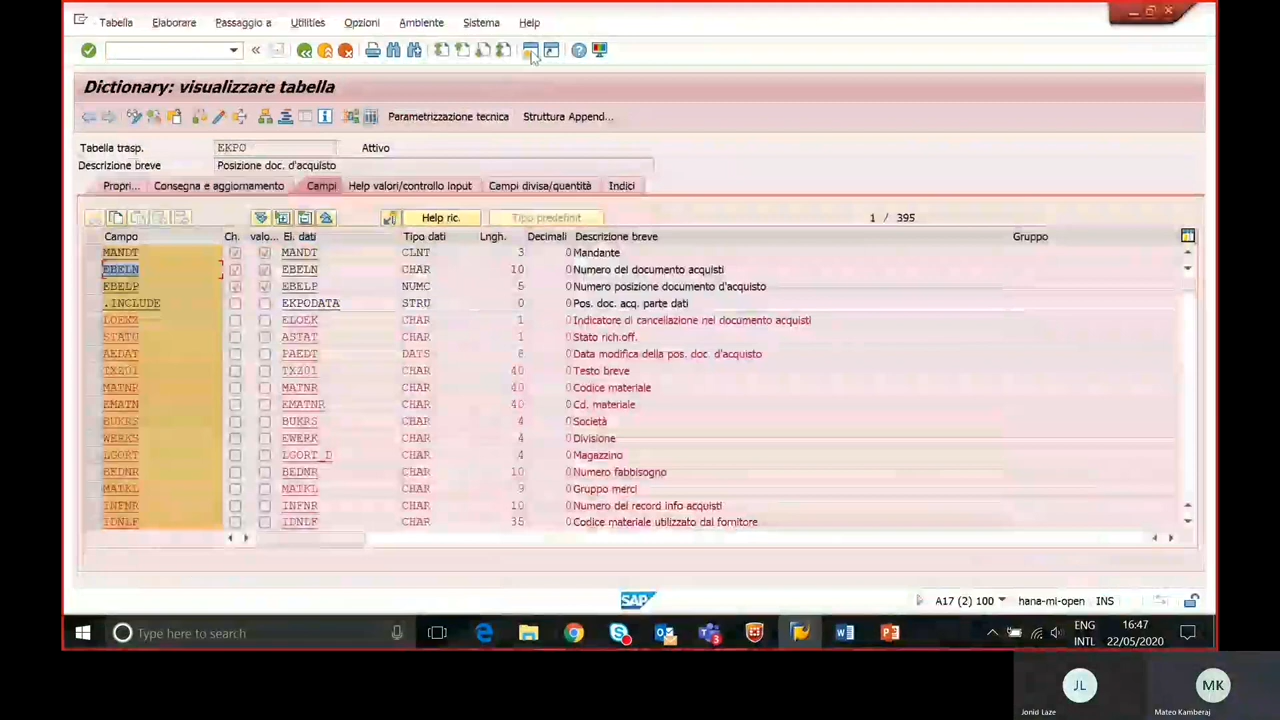 Tabella Elaborare Passaggio a Utilities Opzioni Ambiente Sistema Help
Dictionary: visualizzare tabella
Parametrizzazione tecnica Struttura Append...
Tabella trasp. EKPO Attivo
Descrizione breve Posizione doc. d'acquisto
Propri... Consegna e aggiornamento Campi Help valori/controllo input Campi divisa/quantità Indici
Help ric. Tipo predefinit 1 / 395
Campo Ch. valo... El. dati Tipo dati Lngh. Decimali Descrizione breve Gruppo
MANDT MANDT CLNT 3 0 Mandante
EBELN EBELN CHAR 10 0 Numero del documento acquisti
EBELP EBELP NUMC 5 0 Numero posizione documento d'acquisto
.INCLUDE EKPODATA STRU 0 0 Pos. doc. acq. parte dati
LOEKZ ELOEK CHAR 1 0 Indicatore di cancellazione nel documento acquisti
STATU ASTAT CHAR 1 0 Stato rich.off.
AEDAT PAEDT DATS 8 0 Data modifica della pos. doc. d'acquisto
TXZ01 TXZ01 CHAR 40 0 Testo breve
MATNR MATNR CHAR 40 0 Codice materiale
EMATN EMATNR CHAR 40 0 Cd. materiale
BUKRS BUKRS CHAR 4 0 Società
WERKS EWERK CHAR 4 0 Divisione
LGORT LGORT_D CHAR 4 0 Magazzino
BEDNR BEDNR CHAR 10 0 Numero fabbisogno
MATKL MATKL CHAR 9 0 Gruppo merci
INFNR INFNR CHAR 10 0 Numero del record info acquisti
IDNLF IDNLF CHAR 35 0 Codice materiale utilizzato dal fornitore
SAP A17 (2) 100 hana-mi-open INS
Type here to search
ENG 16:47
INTL 22/05/2020
JL MK
Jonid Laze Mateo Kamberaj